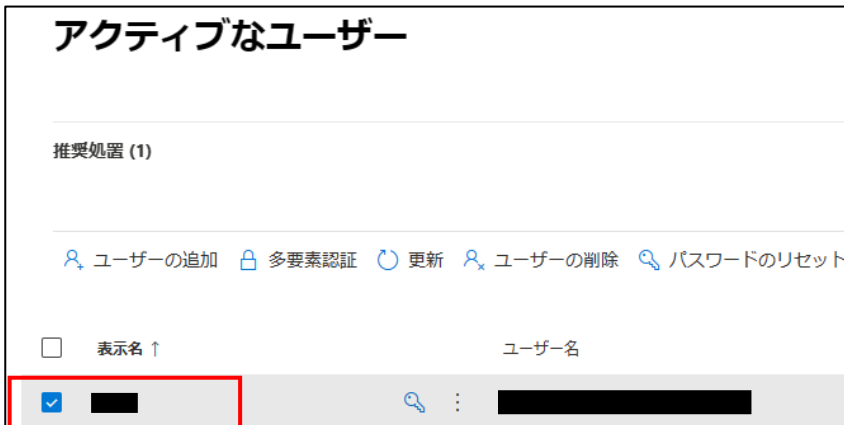 アクティブなユーザー
推奨処置 (1)
ユーザーの追加 多要素認証 更新 ユーザーの削除 パスワードのリセット
表示名 ↑ ユーザー名